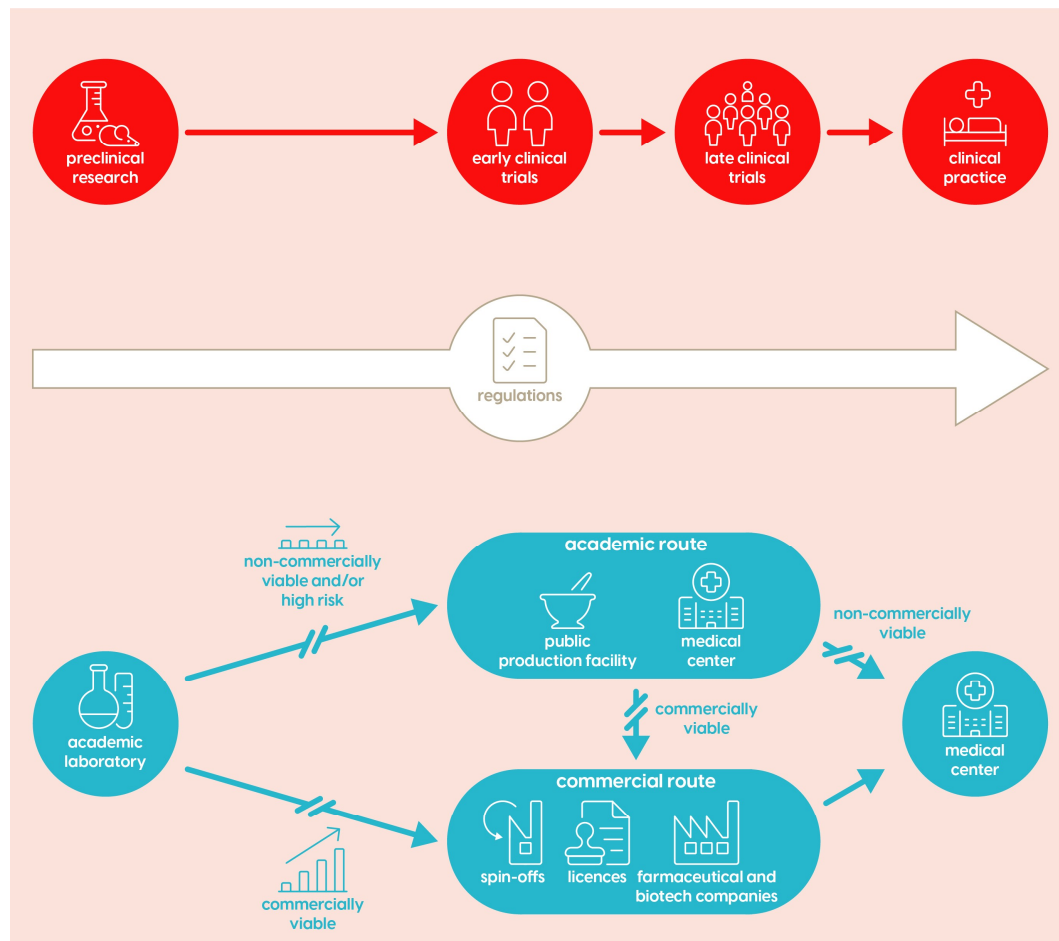 preclinical
research
early clinical
trials
late clinical
trials
clinical
practice
regulations
non-commercially
viable and/or
high risk
academic route
public
production facility
medical
center
non-commercially
viable
academic
laboratory
commercially
viable
medical
center
commercial route
spin-offs
licences
farmaceutical and
biotech companies
commercially
viable